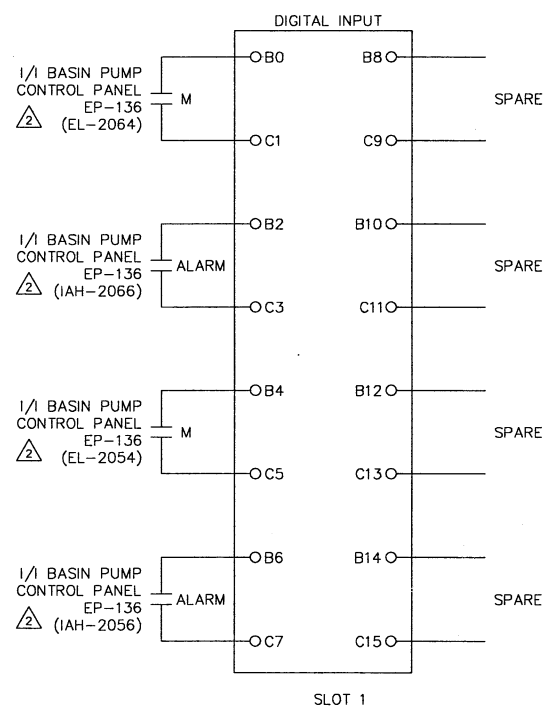 DIGITAL INPUT
B0 B8
I/I BASIN PUMP
CONTROL PANEL
EP-136
2 (EL-2064)
M
SPARE
C1 C9
B2 B10
I/I BASIN PUMP
CONTROL PANEL
EP-136
2 (IAH-2066)
ALARM
SPARE
C3 C11
B4 B12
I/I BASIN PUMP
CONTROL PANEL
EP-136
2 (EL-2054)
M
SPARE
C5 C13
B6 B14
I/I BASIN PUMP
CONTROL PANEL
EP-136
2 (IAH-2056)
ALARM
SPARE
C7 C15
SLOT 1